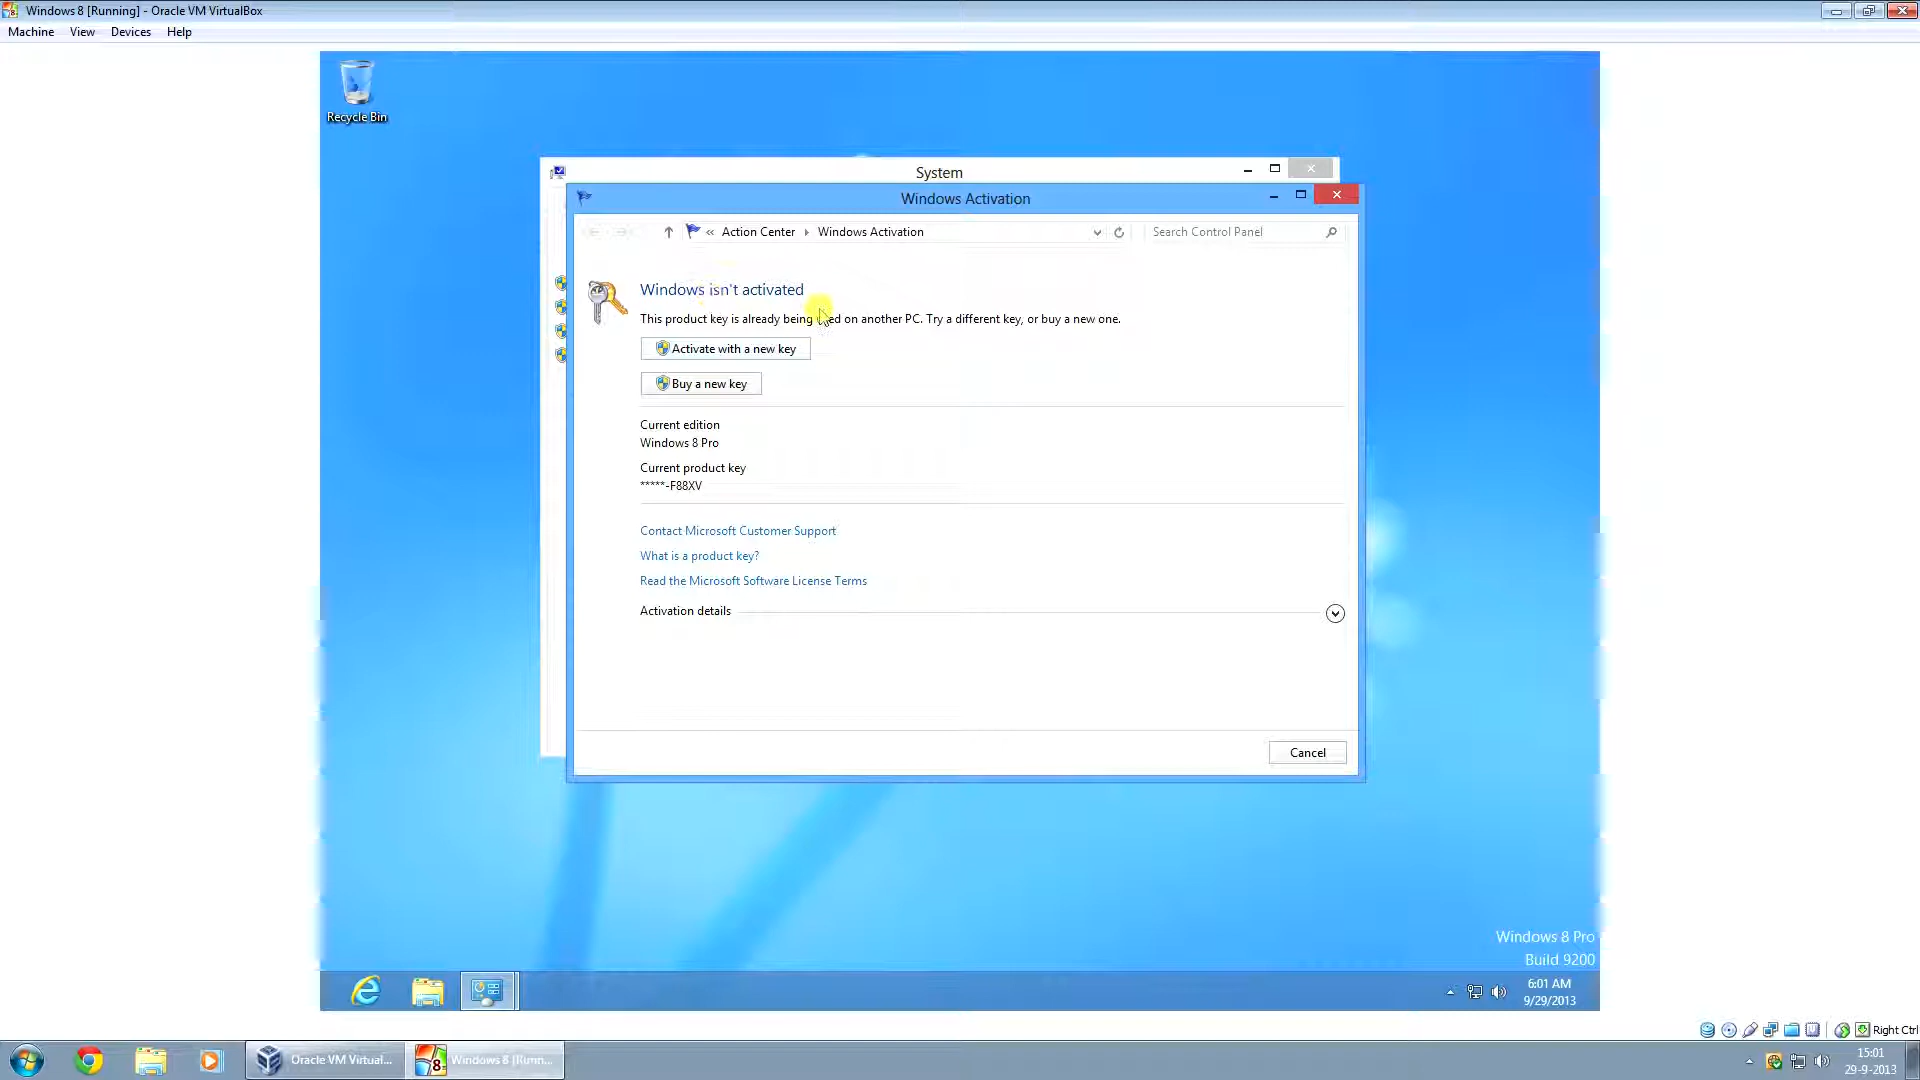 Windows 8 [Running] - Oracle VM VirtualBox
Machine View Devices Help
Recycle Bin
System
Windows Activation
« Action Center Windows Activation
Search Control Panel
Windows isn't activated
This product key is already being used on another PC. Try a different key, or buy a new one.
Activate with a new key
Buy a new key
Current edition
Windows 8 Pro
Current product key
*****-F88XV
Contact Microsoft Customer Support
What is a product key?
Read the Microsoft Software License Terms
Activation details
Cancel
Windows 8 Pro
Build 9200
6:01 AM
9/29/2013
Right Ctrl
Oracle VM Virtual...
Windows 8 [Runn...
15:01
29-9-2013